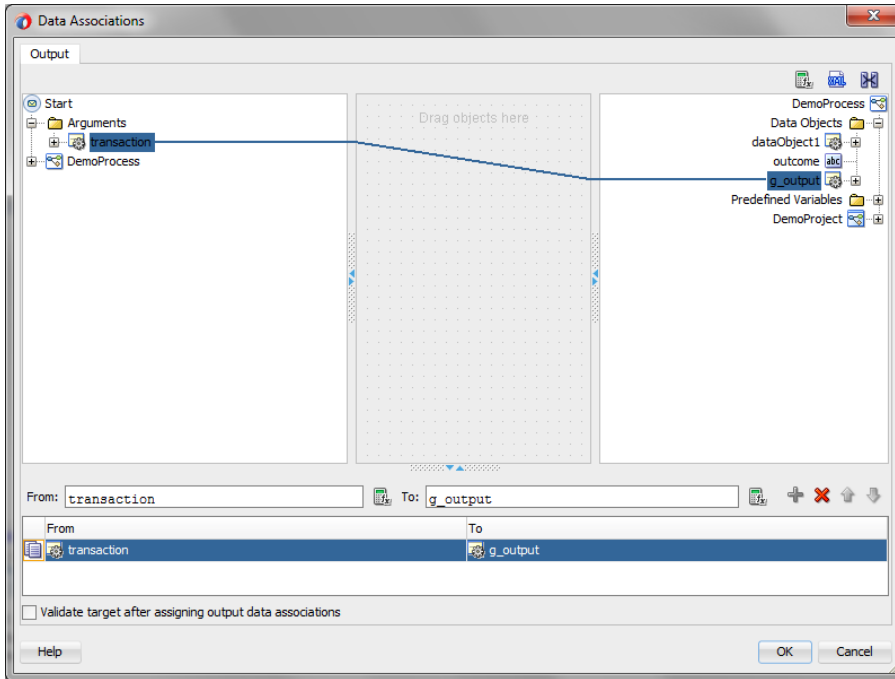 Data Associations
Output
Start
Arguments
transaction
DemoProcess
Drag objects here
DemoProcess
Data Objects
dataObject1
outcome abc
g_output
Predefined Variables
DemoProject
From: transaction To: g_output
From To
transaction g_output
Validate target after assigning output data associations
Help OK Cancel